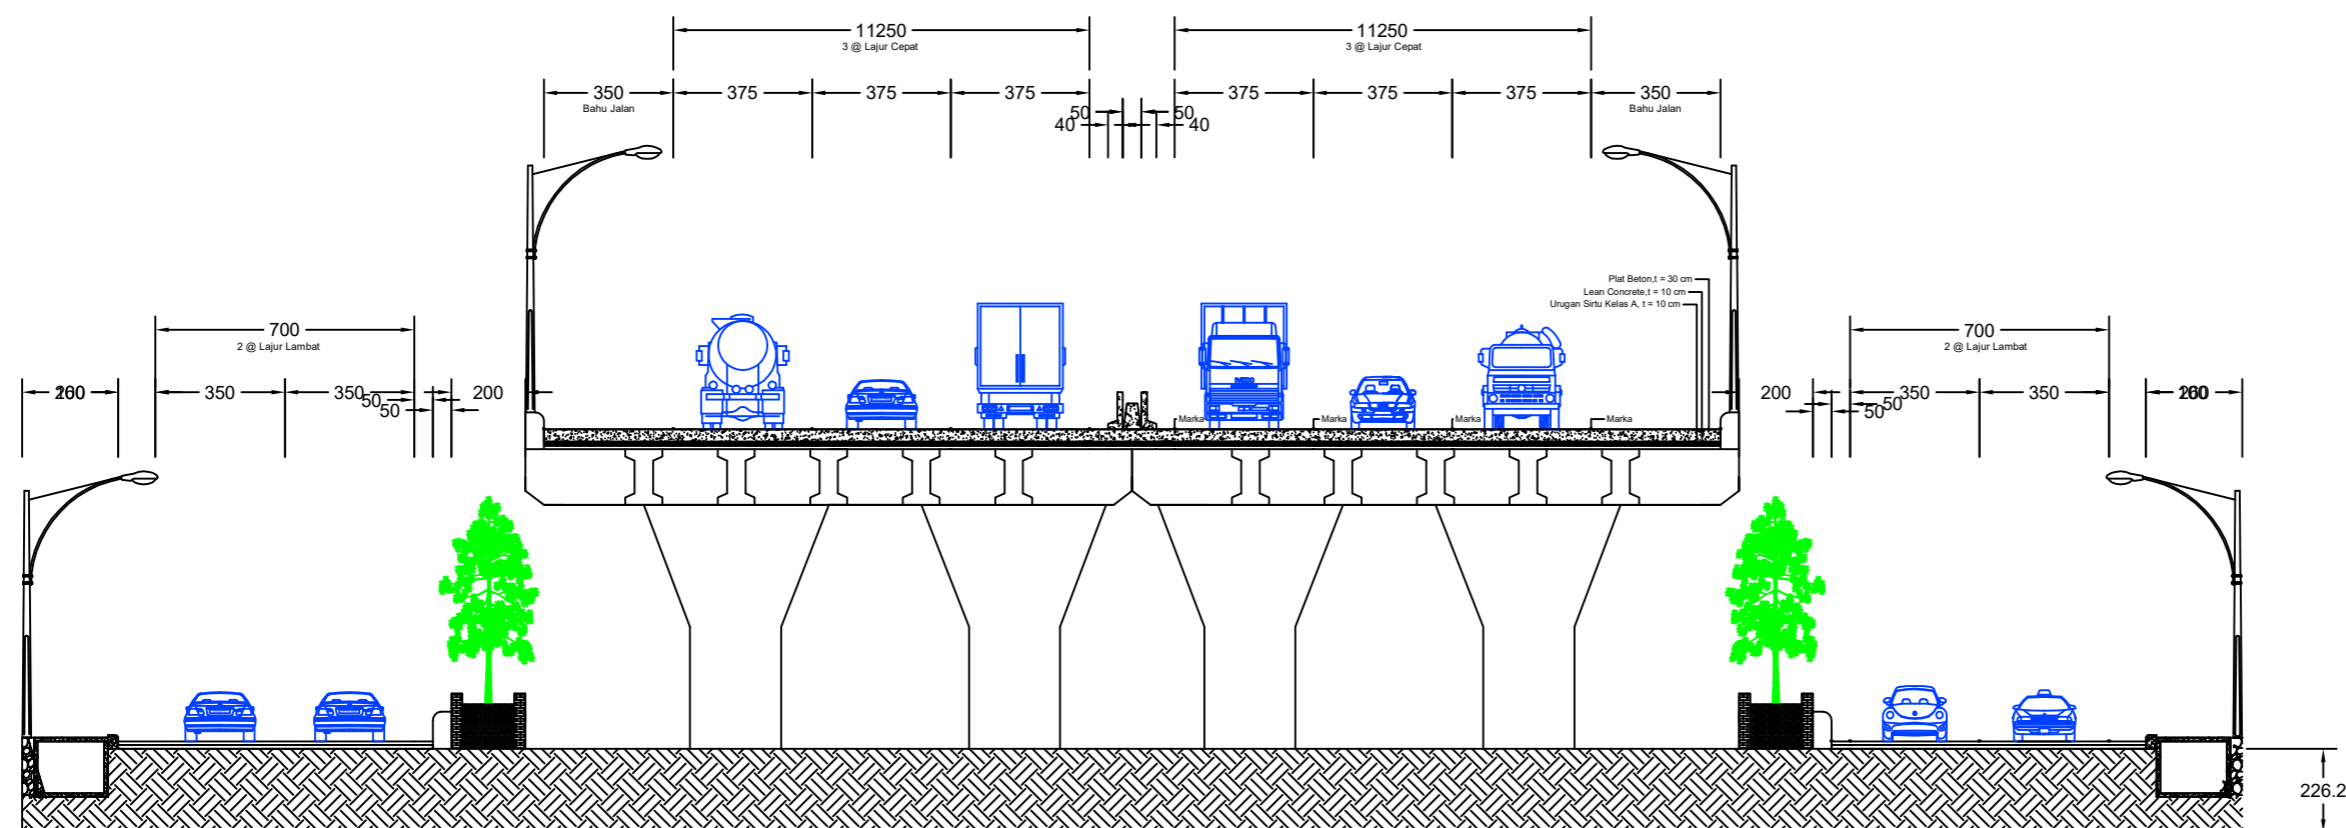 11250
3 @ Lajur Cepat
11250
3 @ Lajur Cepat
350
Bahu Jalan
375
375
375
50
40
50
40
375
375
375
350
Bahu Jalan
Plat Beton,t = 30 cm
Lean Concrete,t = 10 cm
Urugan Sirtu Kelas A, t = 10 cm
700
2 @ Lajur Lambat
700
2 @ Lajur Lambat
350
350
50
50
200
200
50
50
350
350
IVECO
Marka
Marka
Marka
Marka
226.2